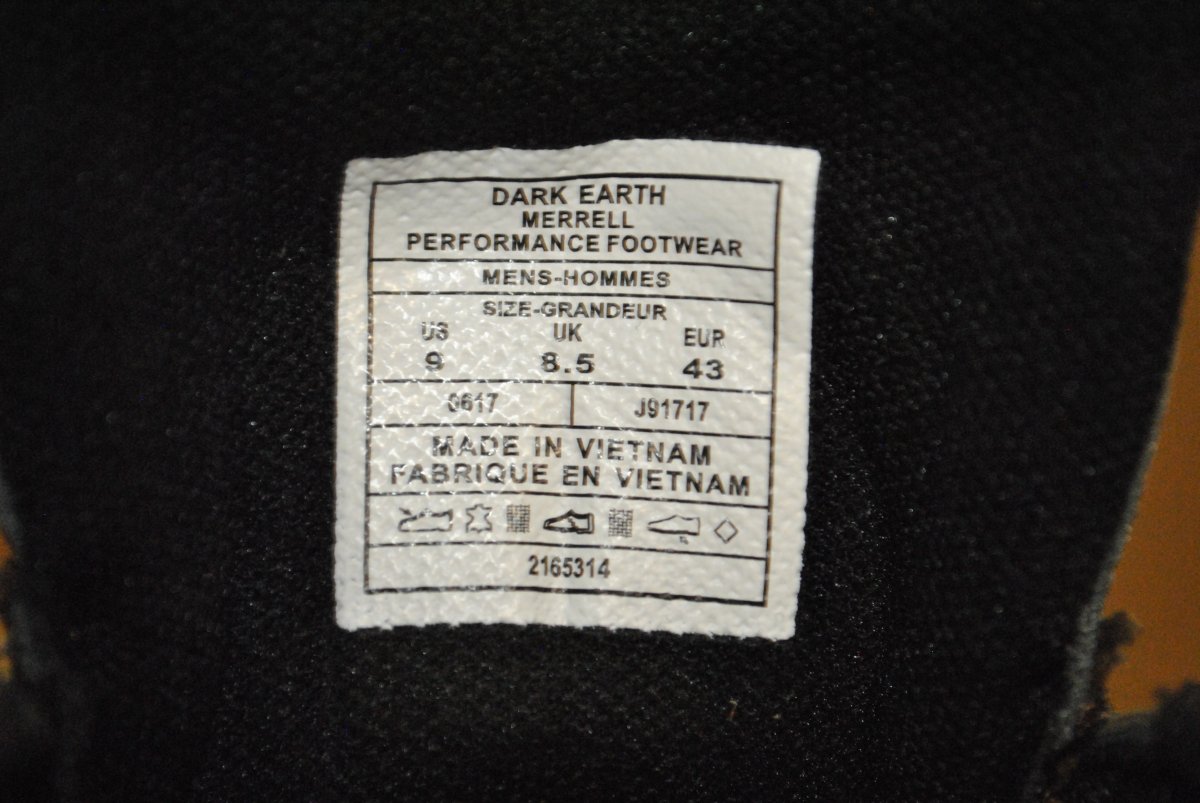 DARK EARTH
MERRELL
PERFORMANCE FOOTWEAR
MENS-HOMMES
SIZE-GRANDEUR
US UK EUR
9 8.5 43
0617 J91717
MADE IN VIETNAM
FABRIQUE EN VIETNAM
2165314